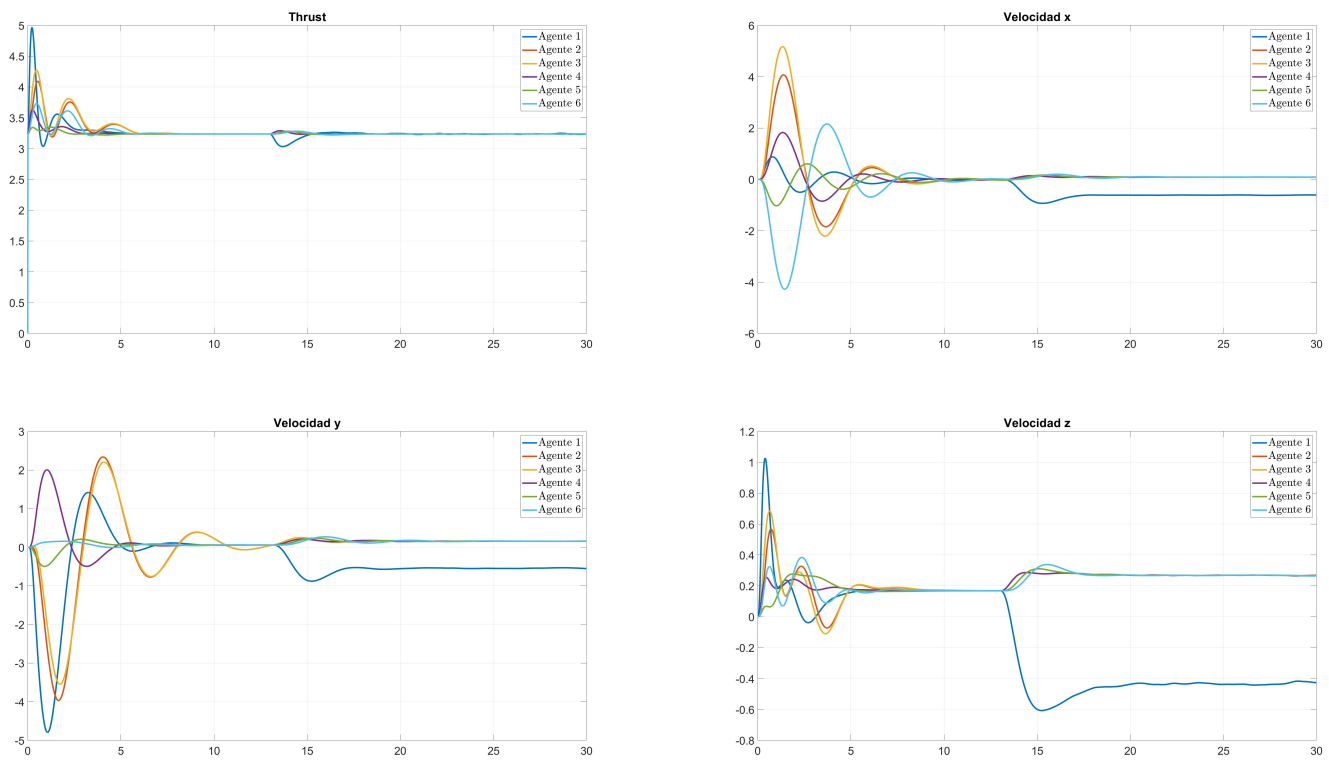 Thrust
5
4.5
4
3.5
3
2.5
2
1.5
1
0.5
0
0 5 10 15 20 25 30
Agente 1
Agente 2
Agente 3
Agente 4
Agente 5
Agente 6
Velocidad x
6
4
2
0
-2
-4
-6
0 5 10 15 20 25 30
Agente 1
Agente 2
Agente 3
Agente 4
Agente 5
Agente 6
Velocidad y
3
2
1
0
-1
-2
-3
-4
-5
0 5 10 15 20 25 30
Agente 1
Agente 2
Agente 3
Agente 4
Agente 5
Agente 6
Velocidad z
1.2
1
0.8
0.6
0.4
0.2
0
-0.2
-0.4
-0.6
-0.8
0 5 10 15 20 25 30
Agente 1
Agente 2
Agente 3
Agente 4
Agente 5
Agente 6